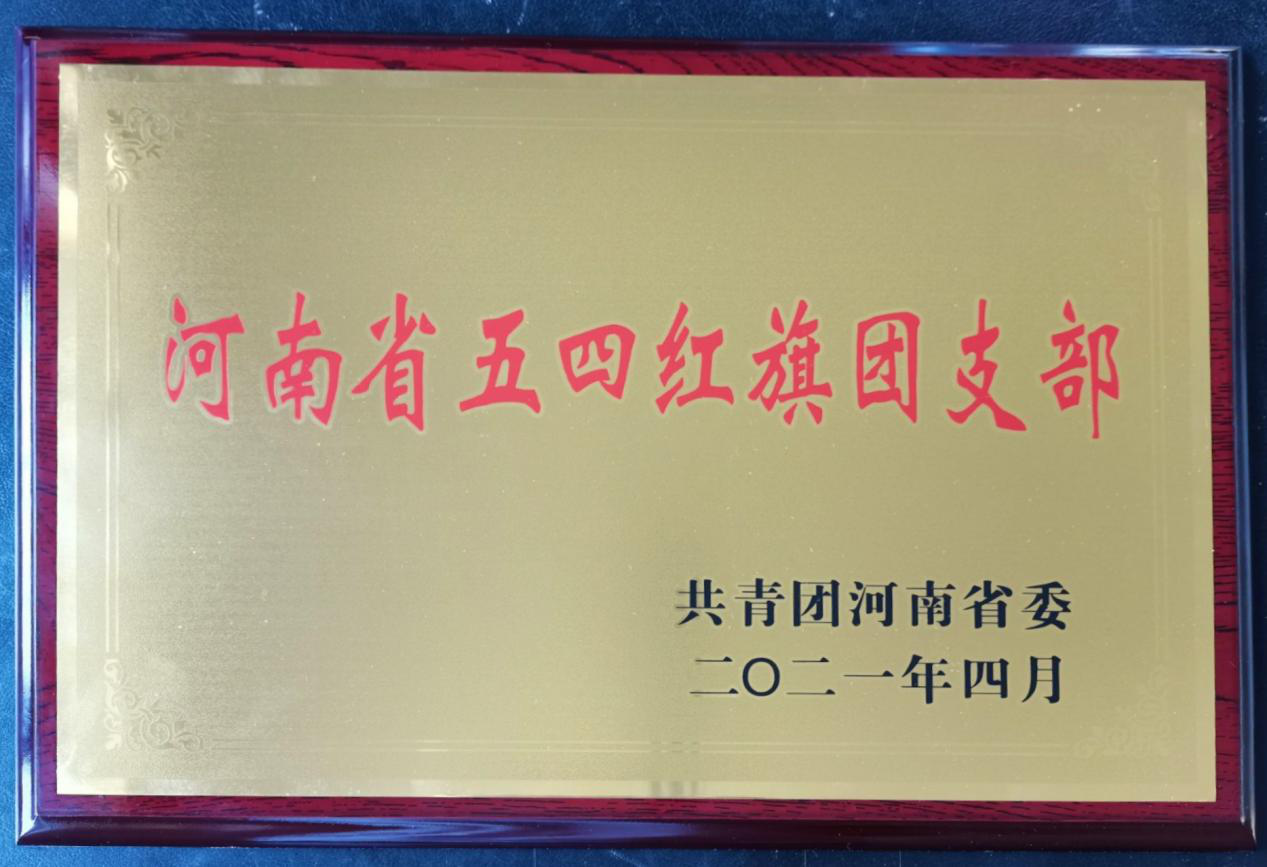 河南省五四红旗团支部
共青团河南省委
二〇二一年四月